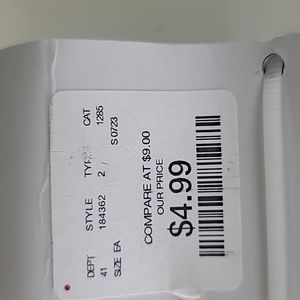 DEPT STYLE TYPE CAT
41 184362 2 / 1285
SIZE EA S0723
COMPARE AT $9.00
OUR PRICE
$4.99